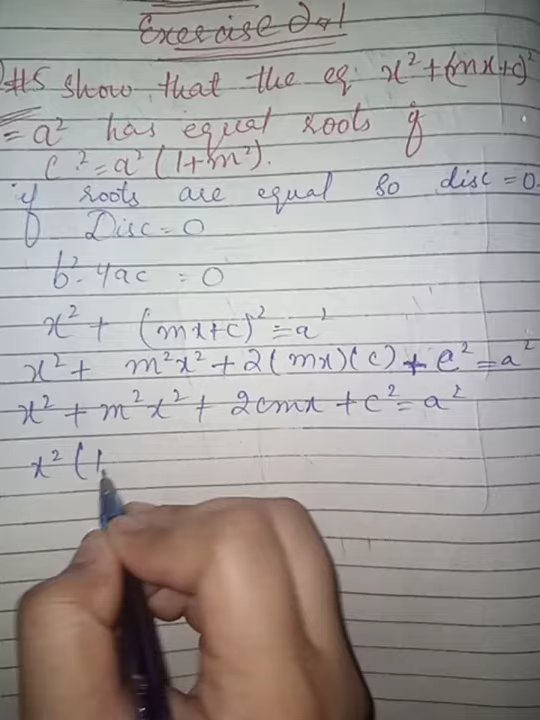 Exercise 2.1
#5 show that the eq: x² + (mx+c)²
= a² has equal roots if
c² = a² (1+m²).
if roots are equal so disc = 0.
Disc = 0
b² - 4ac = 0
x² + (mx+c)² = a²
x² + m²x² + 2(mx)(c) + c² = a²
x² + m²x² + 2cmx + c² = a²
x² (1